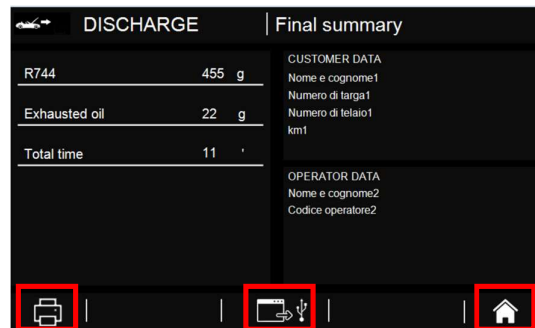 DISCHARGE
Final summary
R744 455 g
Exhausted oil 22 g
Total time 11 '
CUSTOMER DATA
Nome e cognome1
Numero di targa1
Numero di telaio1
km1
OPERATOR DATA
Nome e cognome2
Codice operatore2